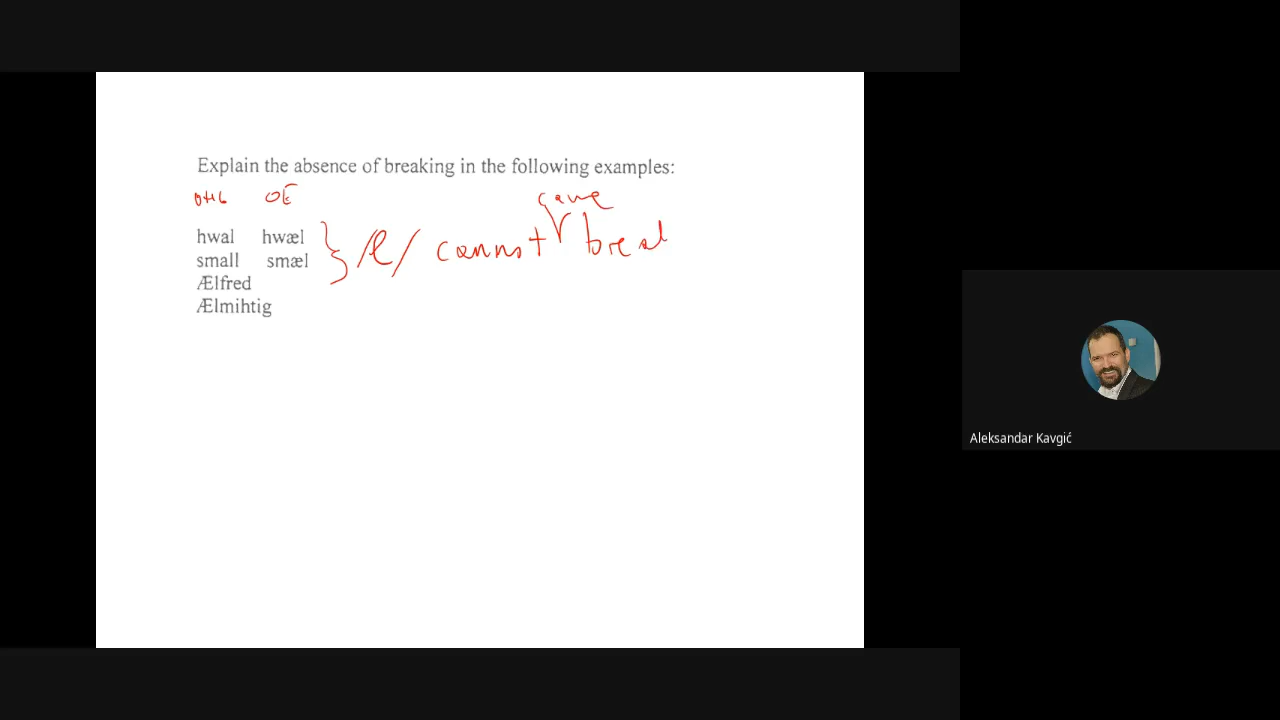 Explain the absence of breaking in the following examples:
OHG OE
cause
hwal hwæl
small smæl
/l/ cannot break
Ælfred
Ælmihtig
Aleksandar Kavgić